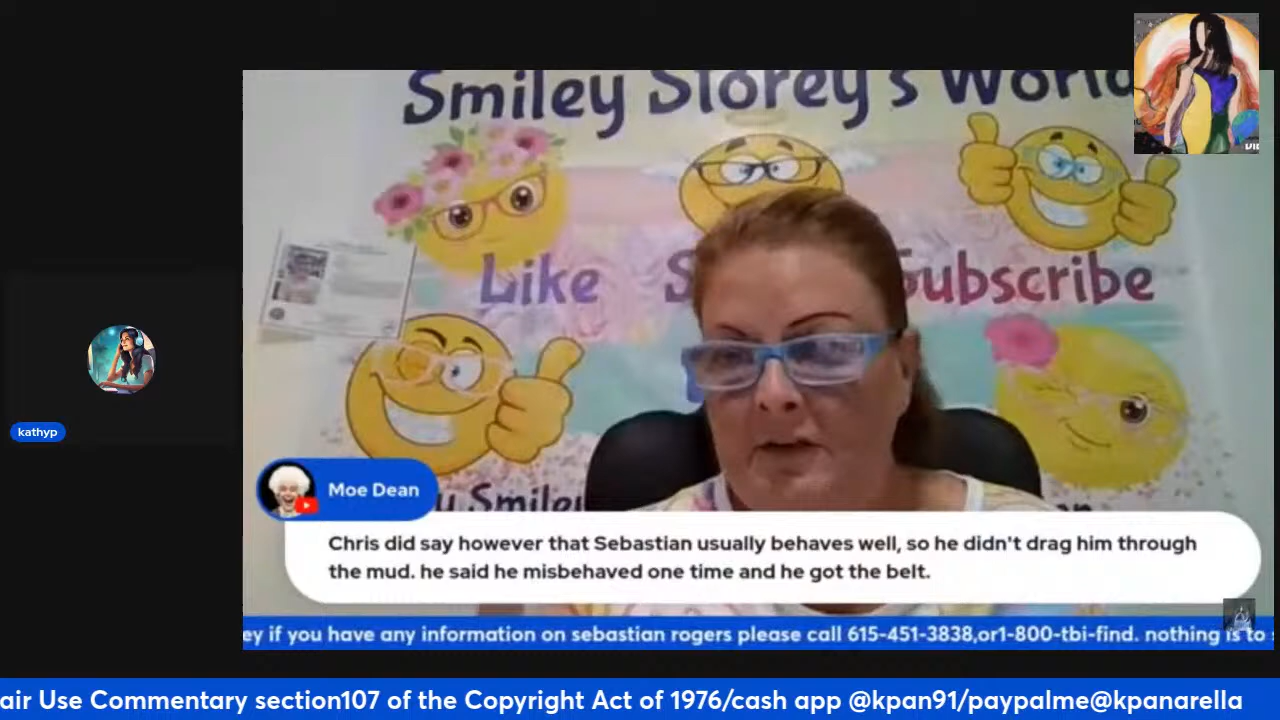 Smiley Storey's World
Like S Subscribe
kathyp
Moe Dean
u Smiley
Chris did say however that Sebastian usually behaves well, so he didn't drag him through
the mud. he said he misbehaved one time and he got the belt.
ey if you have any information on sebastian rogers please call 615-451-3838,or1-800-tbi-find. nothing is to s
air Use Commentary section107 of the Copyright Act of 1976/cash app @kpan91/paypalme@kpanarella